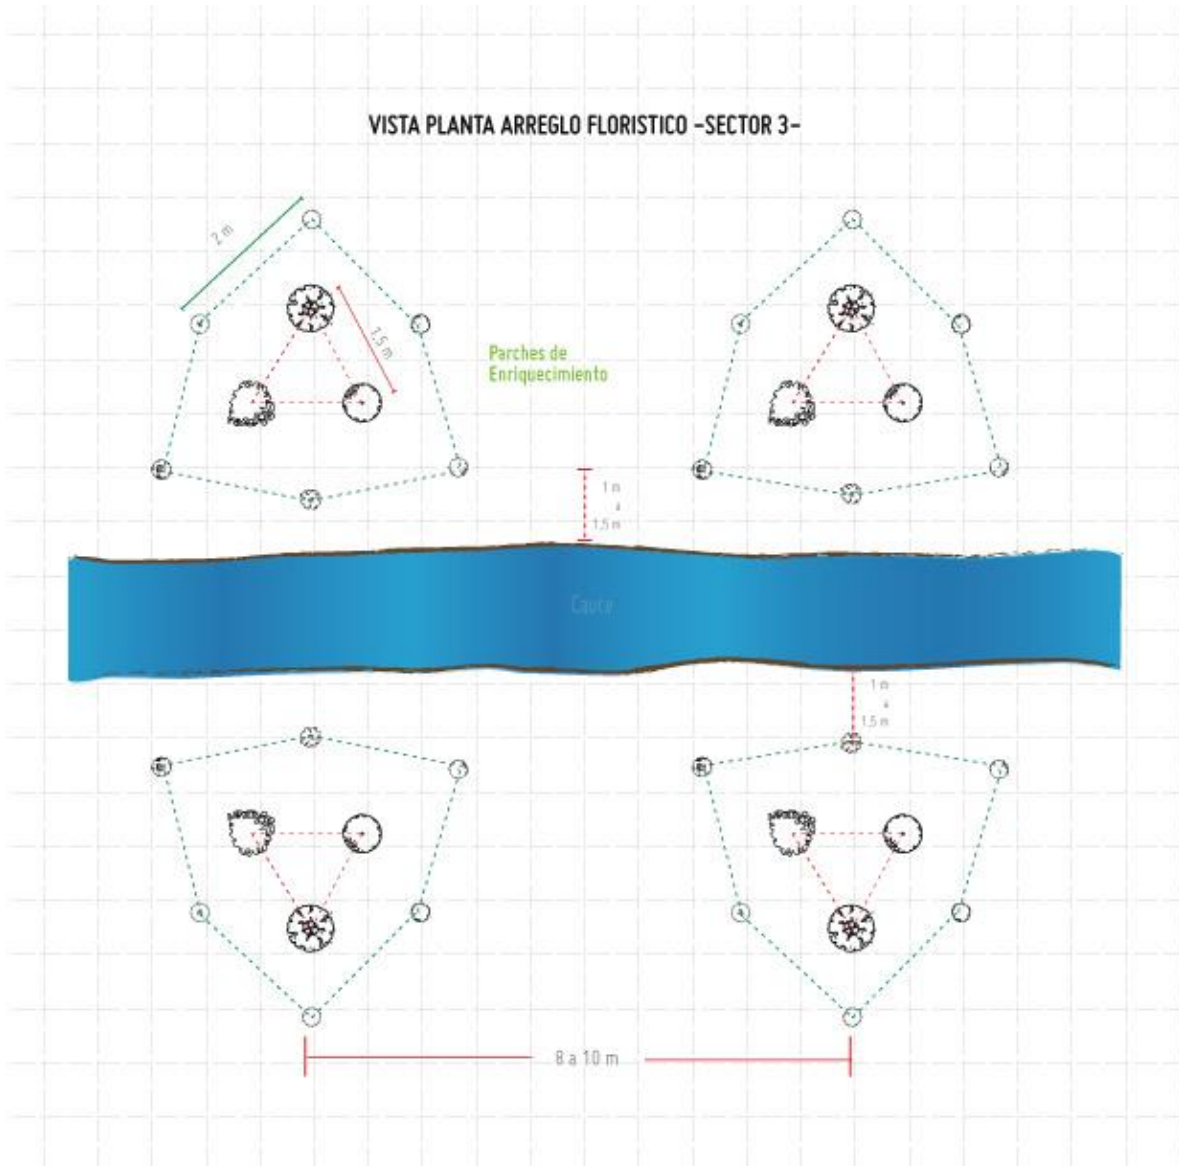 VISTA PLANTA ARREGLO FLORISTICO -SECTOR 3-
2 m
1.5 m
Parches de
Enriquecimiento
1 m
a
1.5 m
Cauce
1 m
a
1.5 m
8 a 10 m